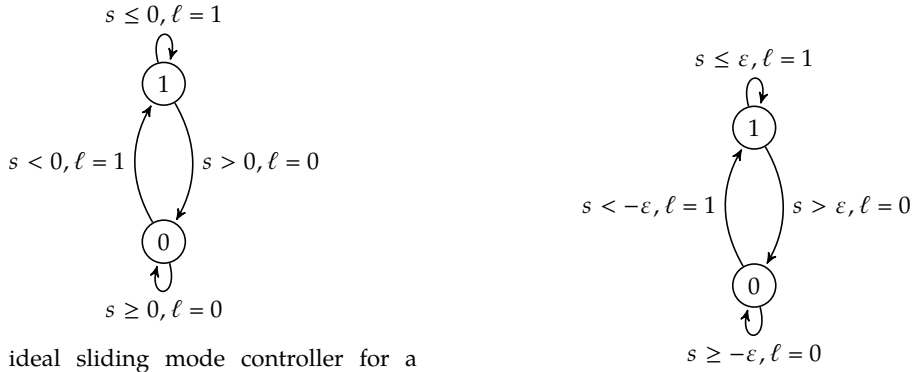 s ≤ 0, ℓ = 1
1
s < 0, ℓ = 1
s > 0, ℓ = 0
0
s ≥ 0, ℓ = 0
ideal sliding mode controller for a
s ≤ ε, ℓ = 1
1
s < −ε, ℓ = 1
s > ε, ℓ = 0
0
s ≥ −ε, ℓ = 0